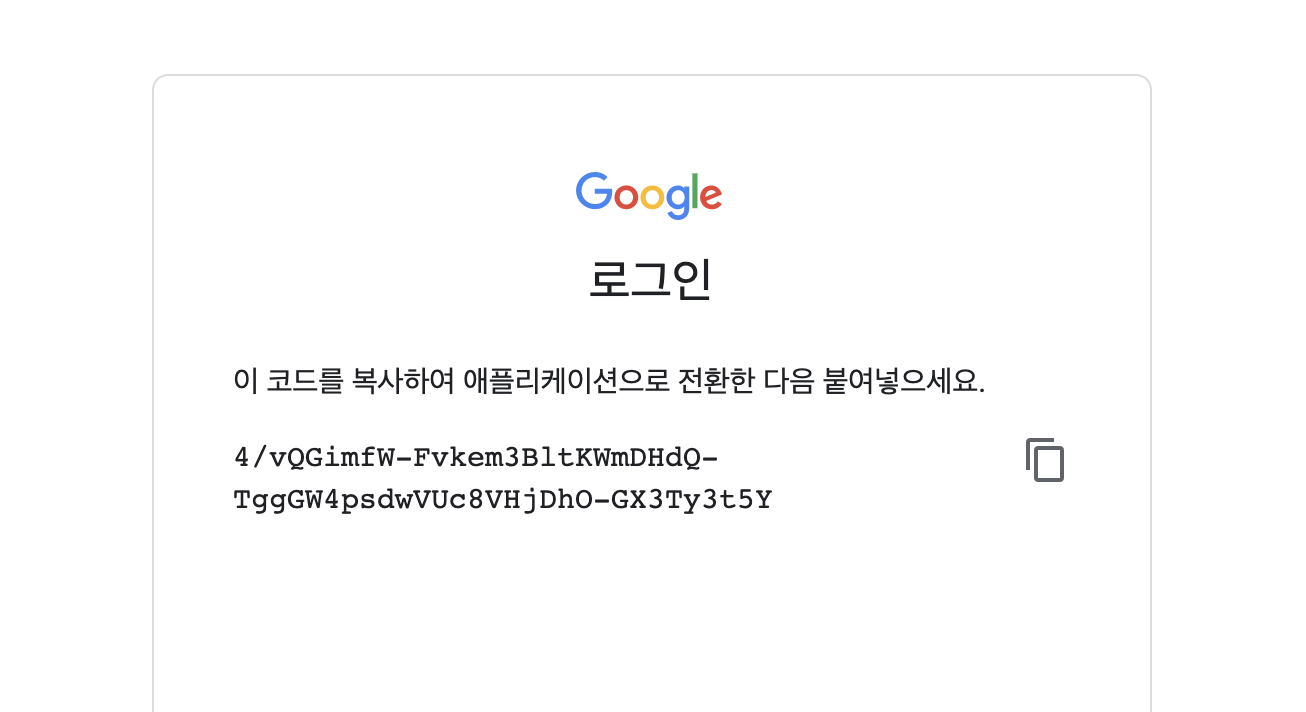 Google
로그인
이 코드를 복사하여 애플리케이션으로 전환한 다음 붙여넣으세요.
4/vQGimfW-Fvkem3BltKWmDHdQ-
TggGW4psdwVUc8VHjDhO-GX3Ty3t5Y